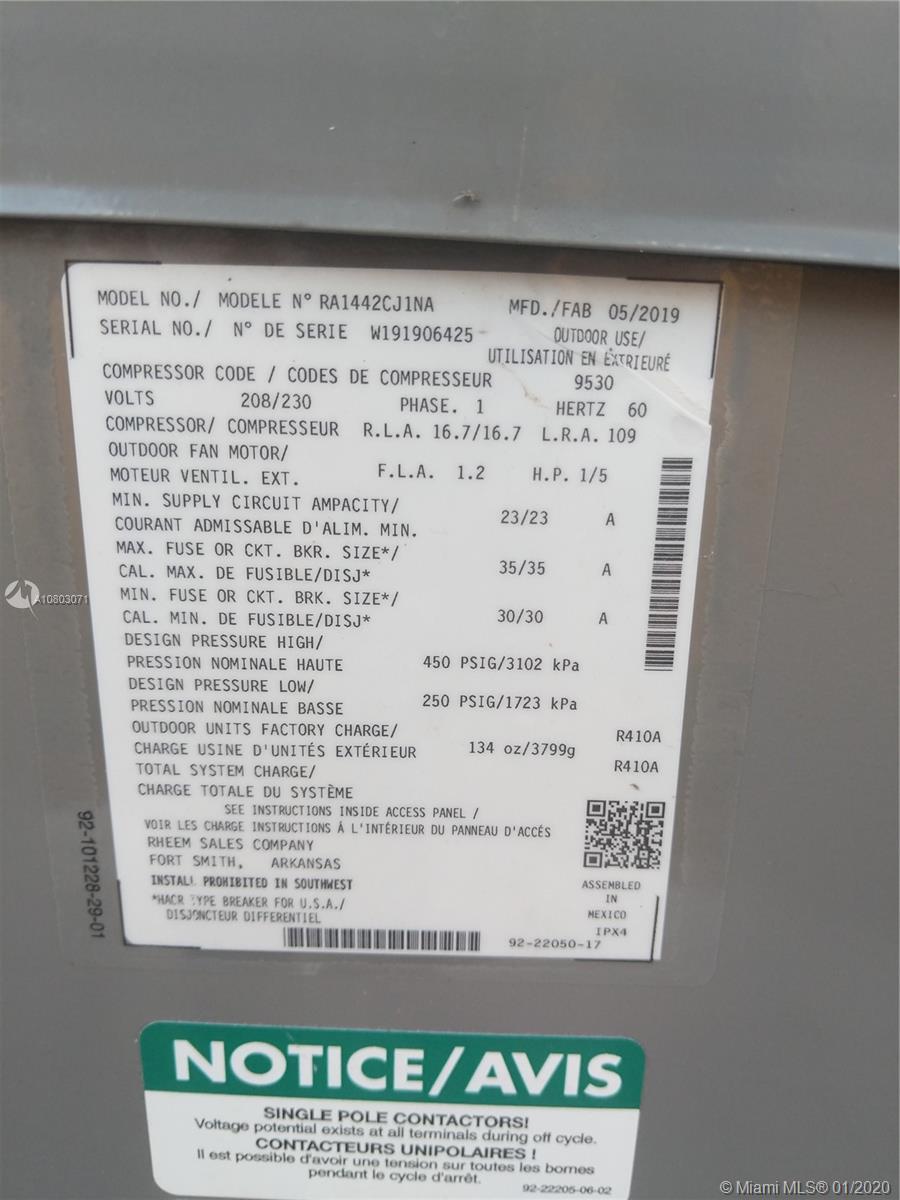 MODEL NO./ MODELE N° RA1442CJ1NA MFD./FAB 05/2019
SERIAL NO./ N° DE SERIE W191906425 OUTDOOR USE/
UTILISATION EN EXTRIEURÉ
COMPRESSOR CODE / CODES DE COMPRESSEUR 9530
VOLTS 208/230 PHASE. 1 HERTZ 60
COMPRESSOR/ COMPRESSEUR R.L.A. 16.7/16.7 L.R.A. 109
OUTDOOR FAN MOTOR/
MOTEUR VENTIL. EXT. F.L.A. 1.2 H.P. 1/5
MIN. SUPPLY CIRCUIT AMPACITY/
COURANT ADMISSABLE D'ALIM. MIN. 23/23 A
MAX. FUSE OR CKT. BKR. SIZE*/
CAL. MAX. DE FUSIBLE/DISJ* 35/35 A
MIN. FUSE OR CKT. BRK. SIZE*/
CAL. MIN. DE FUSIBLE/DISJ* 30/30 A
DESIGN PRESSURE HIGH/
PRESSION NOMINALE HAUTE 450 PSIG/3102 kPa
DESIGN PRESSURE LOW/
PRESSION NOMINALE BASSE 250 PSIG/1723 kPa
OUTDOOR UNITS FACTORY CHARGE/
CHARGE USINE D'UNITÉS EXTÉRIEUR 134 oz/3799g R410A
TOTAL SYSTEM CHARGE/ R410A
CHARGE TOTALE DU SYSTÈME
SEE INSTRUCTIONS INSIDE ACCESS PANEL /
VOIR LES CHARGE INSTRUCTIONS À L'INTÉRIEUR DU PANNEAU D'ACCÉS
RHEEM SALES COMPANY
FORT SMITH, ARKANSAS
INSTALL PROHIBITED IN SOUTHWEST
*HACR TYPE BREAKER FOR U.S.A./
DISJONCTEUR DIFFERENTIEL
ASSEMBLED
IN
MEXICO
IPX4
92-22050-17
92-101228-29-01
A10803071
NOTICE/AVIS
SINGLE POLE CONTACTORS!
Voltage potential exists at all terminals during off cycle.
CONTACTEURS UNIPOLAIRES !
Il est possible d'avoir une tension sur toutes les bornes
pendant le cycle d'arrêt.
92-22205-06-02
© Miami MLS® 01/2020